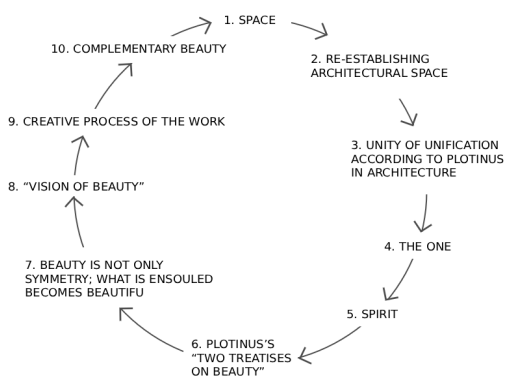 1. SPACE
2. RE-ESTABLISHING
ARCHITECTURAL SPACE
3. UNITY OF UNIFICATION
ACCORDING TO PLOTINUS
IN ARCHITECTURE
4. THE ONE
5. SPIRIT
6. PLOTINUS’S
“TWO TREATISES
ON BEAUTY”
7. BEAUTY IS NOT ONLY
SYMMETRY; WHAT IS ENSOULED
BECOMES BEAUTIFU
8. “VISION OF BEAUTY”
9. CREATIVE PROCESS OF THE WORK
10. COMPLEMENTARY BEAUTY